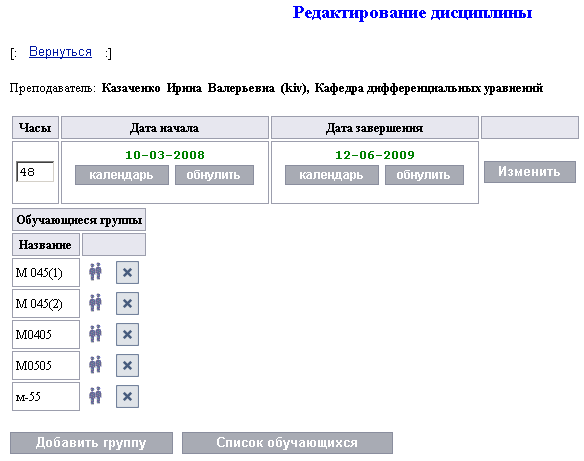 Редактирование дисциплины
[: Вернуться :]
Преподаватель: Казаченко Ирина Валерьевна (kiv), Кафедра дифференциальных уравнений
Часы Дата начала Дата завершения
10-03-2008 12-06-2009
48 календарь обнулить календарь обнулить Изменить
Обучающиеся группы
Название
М 045(1)
М 045(2)
М0405
М0505
м-55
Добавить группу Список обучающихся